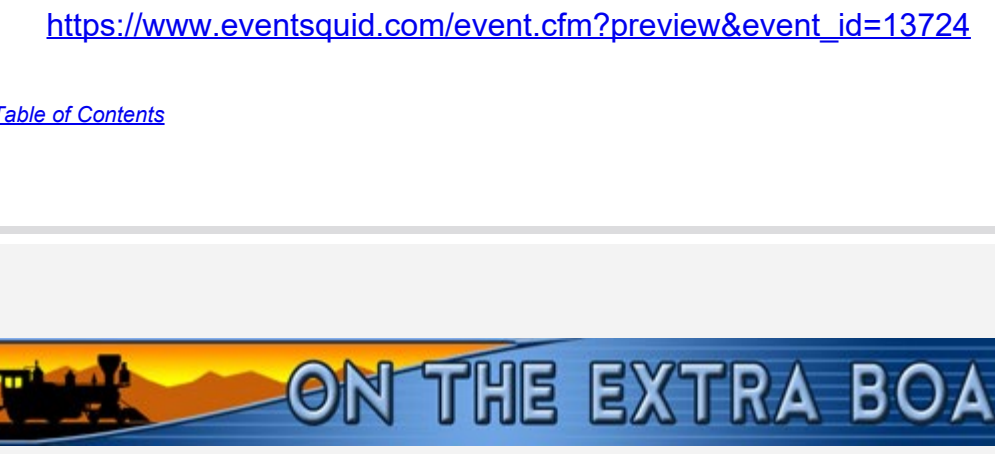 https://www.eventsquid.com/event.cfm?preview&event_id=13724
Table of Contents
ON THE EXTRA BOA